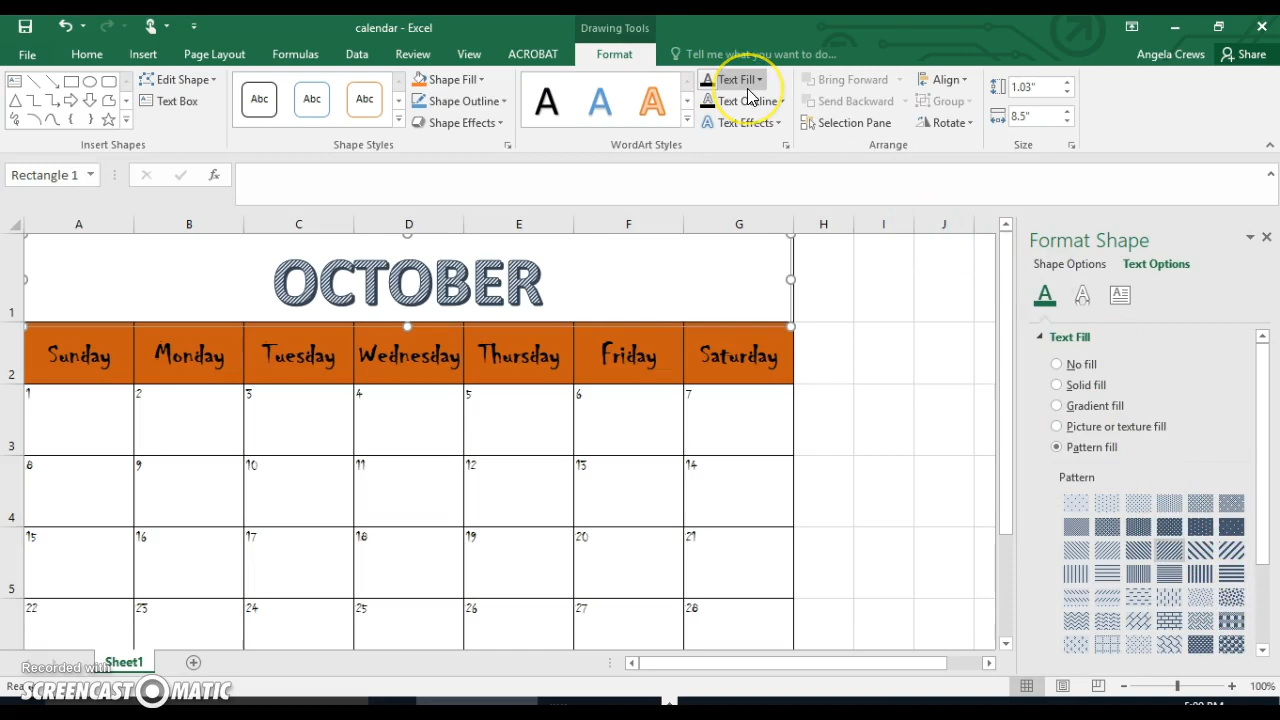 calendar - Excel
Drawing Tools
File Home Insert Page Layout Formulas Data Review View ACROBAT Format Tell me what you want to do... Angela Crews Share
Edit Shape
Text Box
Insert Shapes
Abc Abc Abc
Shape Fill
Shape Outline
Shape Effects
Shape Styles
A A A
Text Fill
Text Outline
Text Effects
WordArt Styles
Bring Forward
Send Backward
Selection Pane
Align
Group
Rotate
Arrange
1.03"
8.5"
Size
Rectangle 1
fx
A B C D E F G H I J
1 OCTOBER
2 Sunday Monday Tuesday Wednesday Thursday Friday Saturday
3 1 2 3 4 5 6 7
4 8 9 10 11 12 13 14
5 15 16 17 18 19 20 21
22 23 24 25 26 27 28
Format Shape
Shape Options Text Options
Text Fill
No fill
Solid fill
Gradient fill
Picture or texture fill
Pattern fill
Pattern
Sheet1
Recorded with
SCREENCAST MATIC
100%